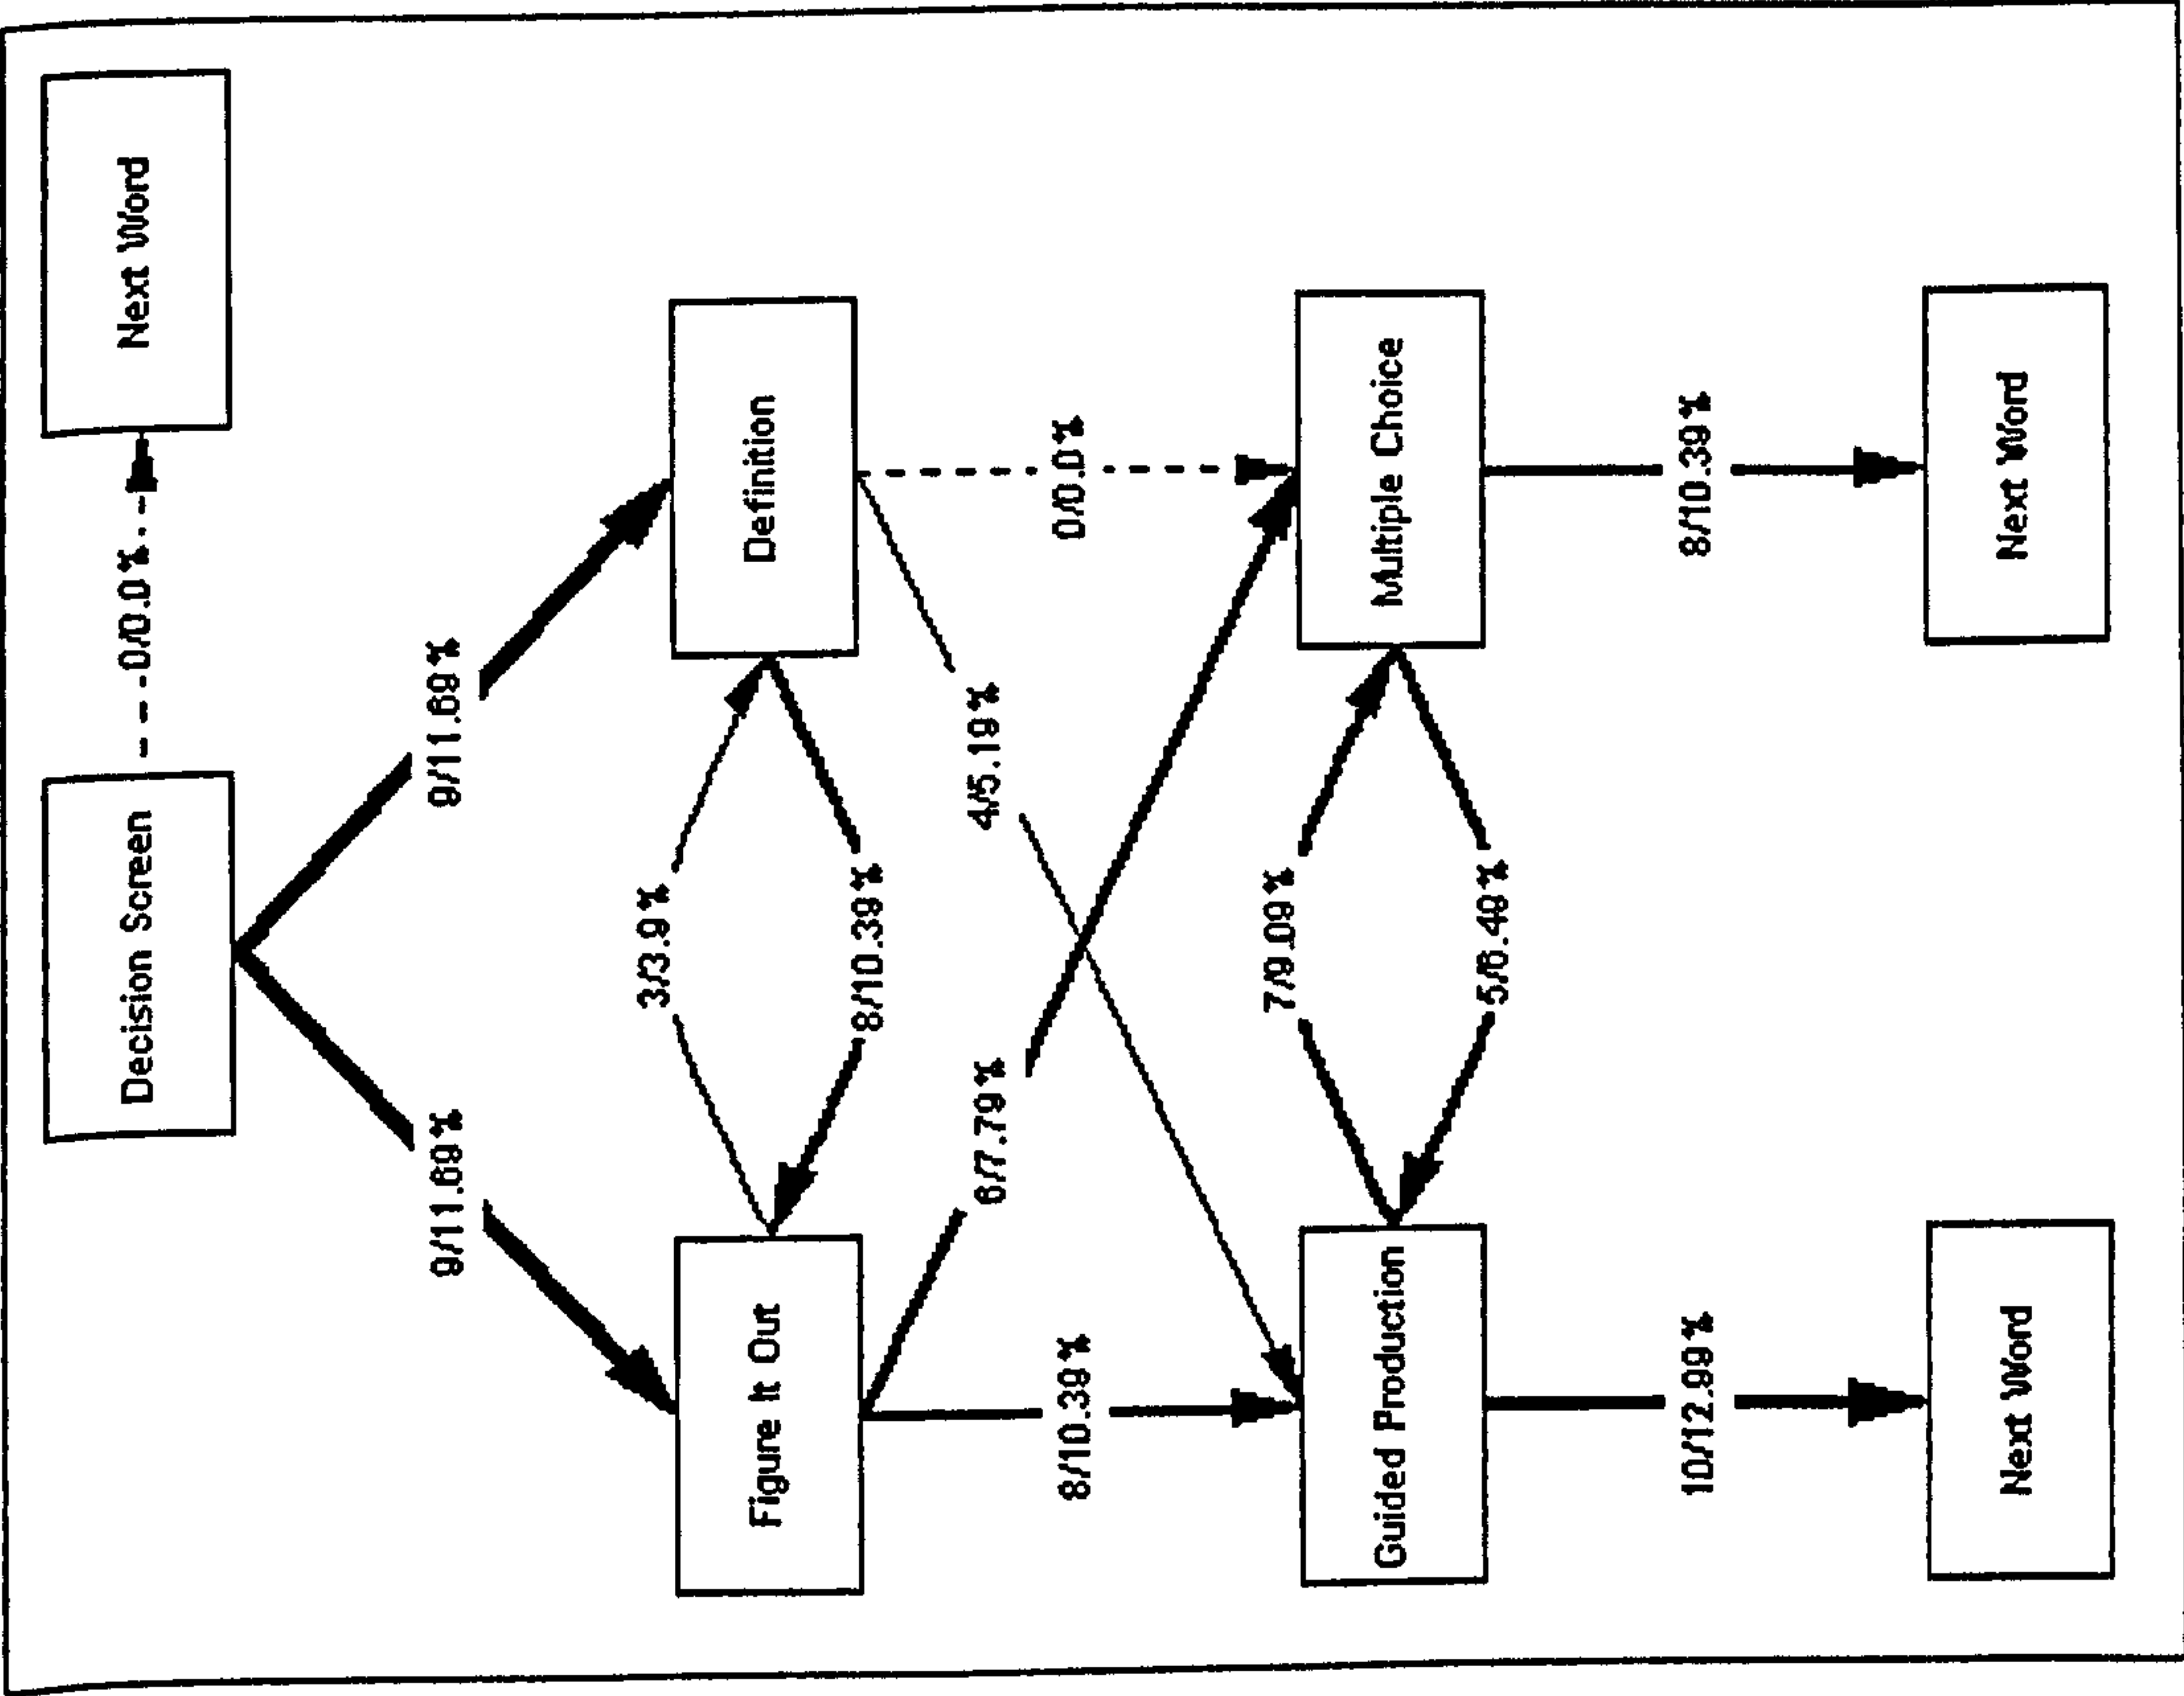 Decision Screen
0/0.0%
Next Word
9/11.69%
9/11.69%
3/3.9%
Figure It Out
Definition
8/10.39%
4/5.19%
6/7.79%
8/10.39%
0/0.0%
7/9.09%
Guided Production
Multiple Choice
5/6.49%
10/12.99%
8/10.39%
Next Word
Next Word